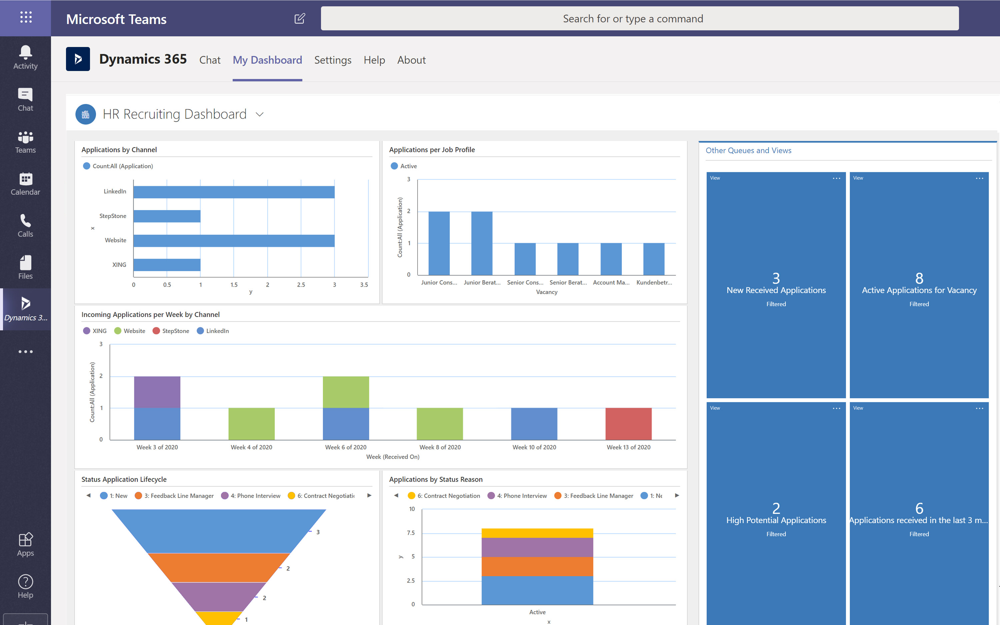 Microsoft Teams
Search for or type a command
Activity
Chat
Teams
Calendar
Calls
Files
Dynamics 3...
Apps
Help
Dynamics 365 Chat My Dashboard Settings Help About
HR Recruiting Dashboard
Applications by Channel
Count:All (Application)
LinkedIn
StepStone
Website
XING
x
0 0.5 1 1.5 2 2.5 3 3.5
y
Applications per Job Profile
Active
Count:All (Application)
3
2
1
0
Junior Cons... Junior Berat... Senior Cons... Senior Berat... Account Ma... Kundenbetr...
Vacancy
Incoming Applications per Week by Channel
XING Website StepStone LinkedIn
Count:All (Application)
3
2
1
0
Week 3 of 2020 Week 4 of 2020 Week 6 of 2020 Week 8 of 2020 Week 10 of 2020 Week 13 of 2020
Week (Received On)
Status Application Lifecycle
1: New 3: Feedback Line Manager 4: Phone Interview 6: Contract Negotiati
3
2
2
1
Applications by Status Reason
6: Contract Negotiation 4: Phone Interview 3: Feedback Line Manager 1: Ne
y
10
7.5
5
2.5
0
Active
x
Other Queues and Views
View ...
3
New Received Applications
Filtered
View ...
8
Active Applications for Vacancy
Filtered
View ...
2
High Potential Applications
Filtered
View ...
6
Applications received in the last 3 m...
Filtered